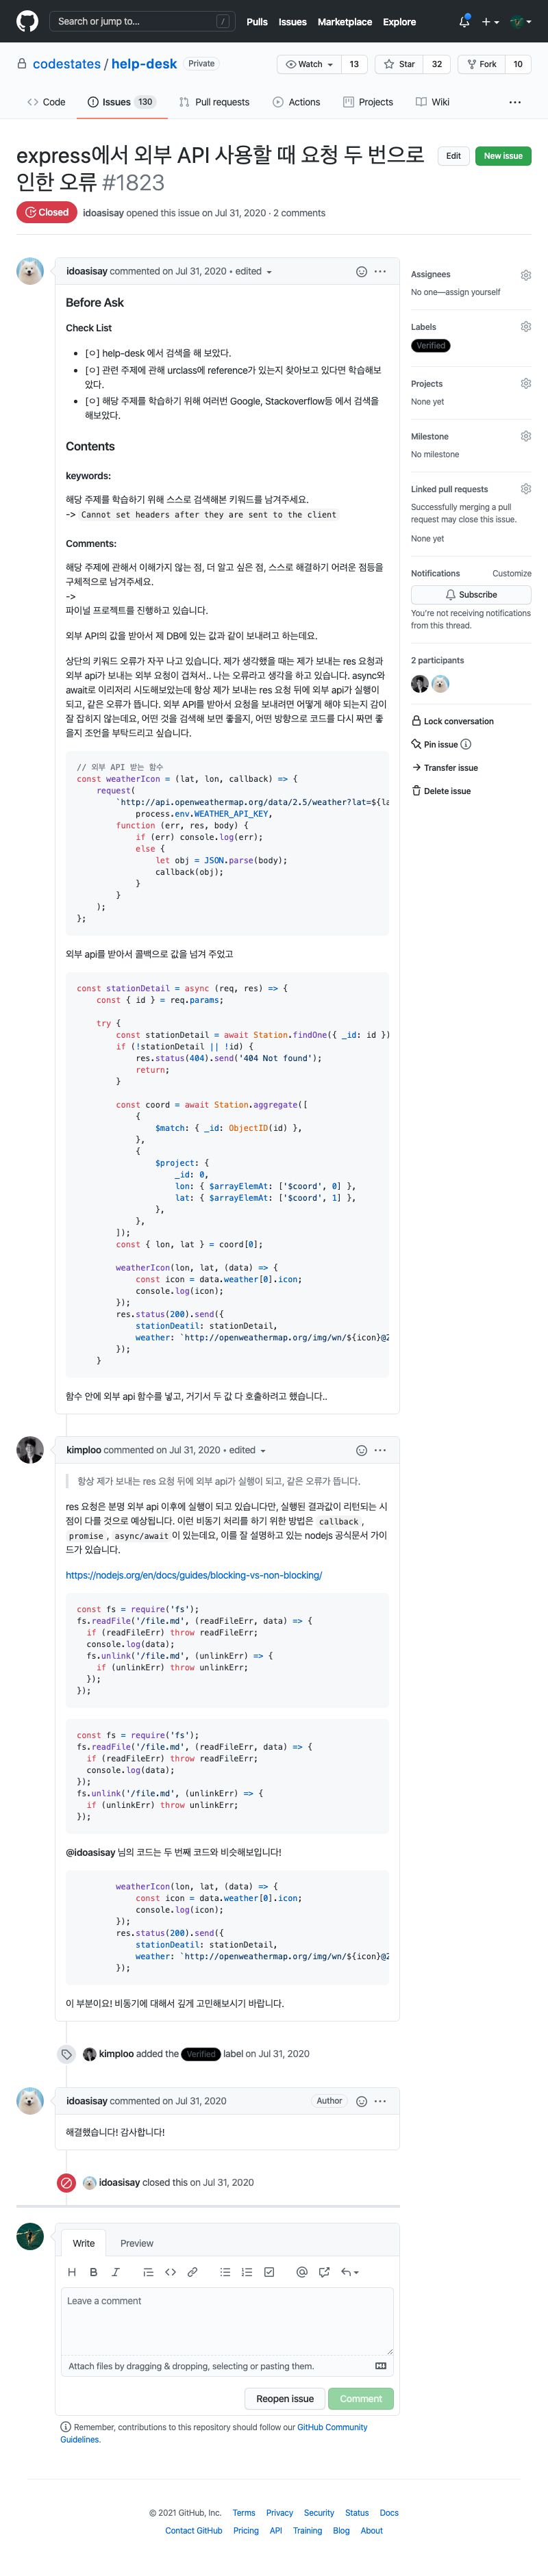 Search or jump to...
/
Pulls Issues Marketplace Explore
codestates / help-desk Private
Watch 13 Star 32 Fork 10
Code Issues 130 Pull requests Actions Projects Wiki
express에서 외부 API 사용할 때 요청 두 번으로
인한 오류 #1823
Edit New issue
Closed idoasisay opened this issue on Jul 31, 2020 · 2 comments
idoasisay commented on Jul 31, 2020 • edited
Before Ask
Check List
• [ㅇ] help-desk 에서 검색을 해 보았다.
• [ㅇ] 관련 주제에 관해 urclass에 reference가 있는지 찾아보고 있다면 학습해보
았다.
• [ㅇ] 해당 주제를 학습하기 위해 여러번 Google, Stackoverflow등 에서 검색을
해보았다.
Contents
keywords:
해당 주제를 학습하기 위해 스스로 검색해본 키워드를 남겨주세요.
-> Cannot set headers after they are sent to the client
Comments:
해당 주제에 관해서 이해가지 않는 점, 더 알고 싶은 점, 스스로 해결하기 어려운 점등을
구체적으로 남겨주세요.
->
파이널 프로젝트를 진행하고 있습니다.
외부 API의 값을 받아서 제 DB에 있는 값과 같이 보내려고 하는데요.
상단의 키워드 오류가 자꾸 나고 있습니다. 제가 생각했을 때는 제가 보내는 res 요청과
외부 api가 보내는 외부 요청이 겹쳐서.. 나는 오류라고 생각을 하고 있습니다. async와
await로 이리저리 시도해보았는데 항상 제가 보내는 res 요청 뒤에 외부 api가 실행이
되고, 같은 오류가 뜹니다. 외부 API를 받아서 요청을 보내려면 어떻게 해야 되는지 감이
잘 잡히지 않는데요, 어떤 것을 검색해 보면 좋을지, 어떤 방향으로 코드를 다시 짜면 좋
을지 조언을 부탁드리고 싶습니다.
// 외부 API 받는 함수
const weatherIcon = (lat, lon, callback) => {
request(
`http://api.openweathermap.org/data/2.5/weather?lat=${la
process.env.WEATHER_API_KEY,
function (err, res, body) {
if (err) console.log(err);
else {
let obj = JSON.parse(body);
callback(obj);
}
}
);
};
외부 api를 받아서 콜백으로 값을 넘겨 주었고
const stationDetail = async (req, res) => {
const { id } = req.params;
try {
const stationDetail = await Station.findOne({ _id: id })
if (!stationDetail || !id) {
res.status(404).send('404 Not found');
return;
}
const coord = await Station.aggregate([
{
$match: { _id: ObjectID(id) },
},
{
$project: {
_id: 0,
lon: { $arrayElemAt: ['$coord', 0] },
lat: { $arrayElemAt: ['$coord', 1] },
},
},
]);
const { lon, lat } = coord[0];
weatherIcon(lon, lat, (data) => {
const icon = data.weather[0].icon;
console.log(icon);
});
res.status(200).send({
stationDeatil: stationDetail,
weather: `http://openweathermap.org/img/wn/${icon}@2
});
}
함수 안에 외부 api 함수를 넣고, 거기서 두 값 다 호출하려고 했습니다..
Assignees
No one—assign yourself
Labels
Verified
Projects
None yet
Milestone
No milestone
Linked pull requests
Successfully merging a pull
request may close this issue.
None yet
Notifications Customize
Subscribe
You're not receiving notifications
from this thread.
2 participants
Lock conversation
Pin issue
Transfer issue
Delete issue
kimploo commented on Jul 31, 2020 • edited
항상 제가 보내는 res 요청 뒤에 외부 api가 실행이 되고, 같은 오류가 뜹니다.
res 요청은 분명 외부 api 이후에 실행이 되고 있습니다만, 실행된 결과값이 리턴되는 시
점이 다를 것으로 예상됩니다. 이런 비동기 처리를 하기 위한 방법은 callback ,
promise , async/await 이 있는데요, 이를 잘 설명하고 있는 nodejs 공식문서 가이
드가 있습니다.
https://nodejs.org/en/docs/guides/blocking-vs-non-blocking/
const fs = require('fs');
fs.readFile('/file.md', (readFileErr, data) => {
if (readFileErr) throw readFileErr;
console.log(data);
fs.unlink('/file.md', (unlinkErr) => {
if (unlinkErr) throw unlinkErr;
});
});
const fs = require('fs');
fs.readFile('/file.md', (readFileErr, data) => {
if (readFileErr) throw readFileErr;
console.log(data);
});
fs.unlink('/file.md', (unlinkErr) => {
if (unlinkErr) throw unlinkErr;
});
@idoasisay 님의 코드는 두 번째 코드와 비슷해보입니다!
weatherIcon(lon, lat, (data) => {
const icon = data.weather[0].icon;
console.log(icon);
});
res.status(200).send({
stationDeatil: stationDetail,
weather: `http://openweathermap.org/img/wn/${icon}@2
});
이 부분이요! 비동기에 대해서 깊게 고민해보시기 바랍니다.
kimploo added the Verified label on Jul 31, 2020
idoasisay commented on Jul 31, 2020 Author
해결했습니다! 감사합니다!
idoasisay closed this on Jul 31, 2020
Write Preview
Leave a comment
Attach files by dragging & dropping, selecting or pasting them.
Reopen issue Comment
Remember, contributions to this repository should follow our GitHub Community
Guidelines.
© 2021 GitHub, Inc. Terms Privacy Security Status Docs
Contact GitHub Pricing API Training Blog About